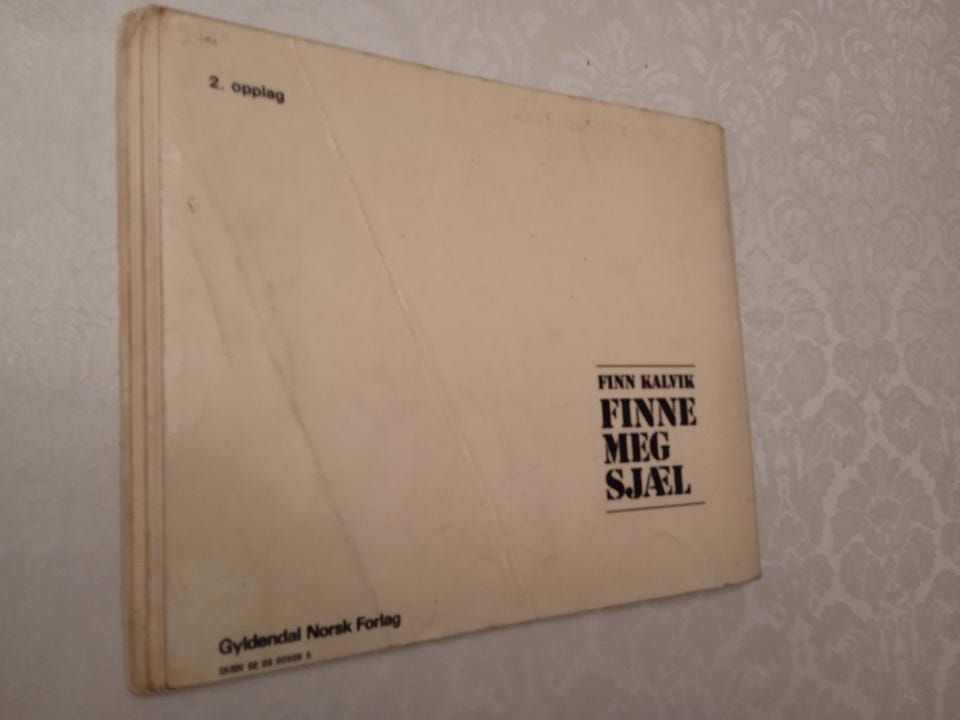 2. opplag
FINN KALVIK
FINNE
MEG
SJÆL
Gyldendal Norsk Forlag